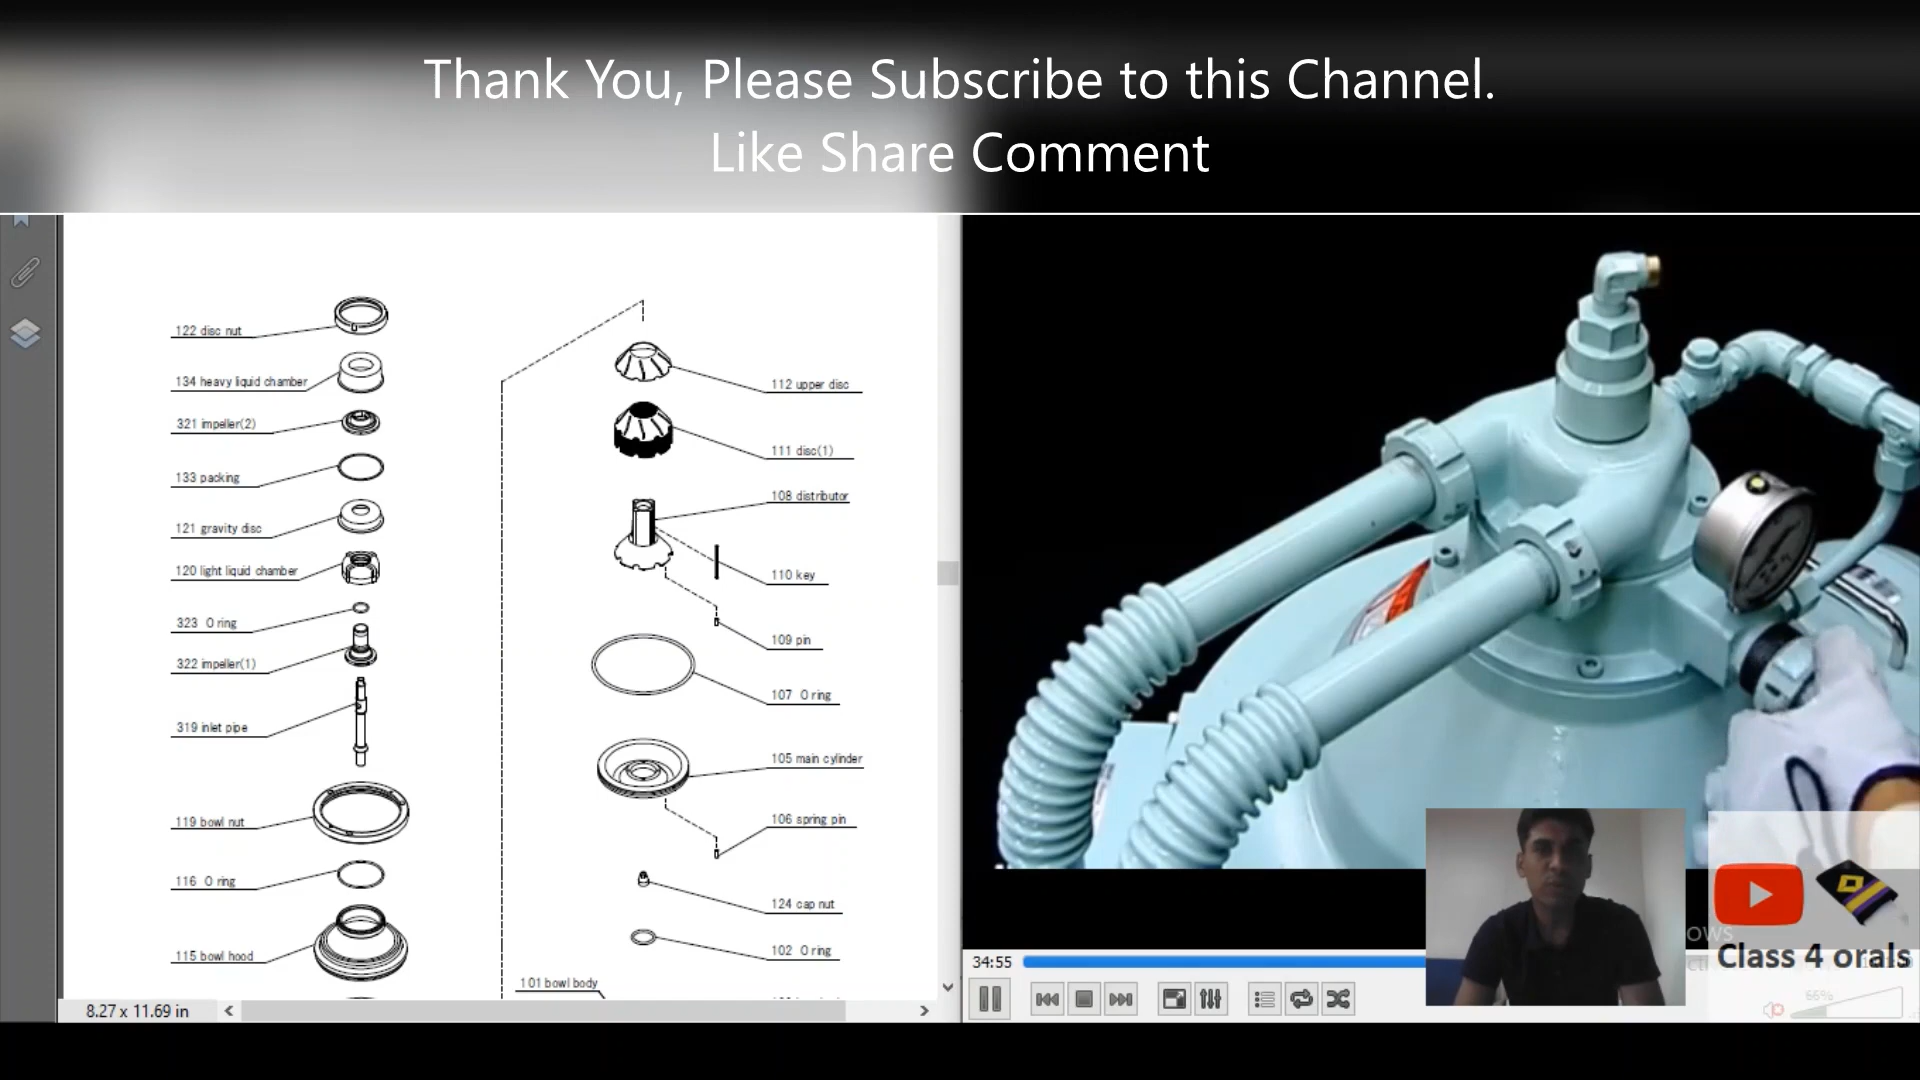 Thank You, Please Subscribe to this Channel.
Like Share Comment
122 disc nut
134 heavy liquid chamber
321 impeller(2)
133 packing
121 gravity disc
120 light liquid chamber
323 O ring
322 impeller(1)
319 inlet pipe
119 bowl nut
116 O ring
115 bowl hood
112 upper disc
111 disc(1)
108 distributor
110 key
109 pin
107 O ring
105 main cylinder
106 spring pin
124 cap nut
102 O ring
101 bowl body
8.27 x 11.69 in
34:55
Class 4 orals
66%